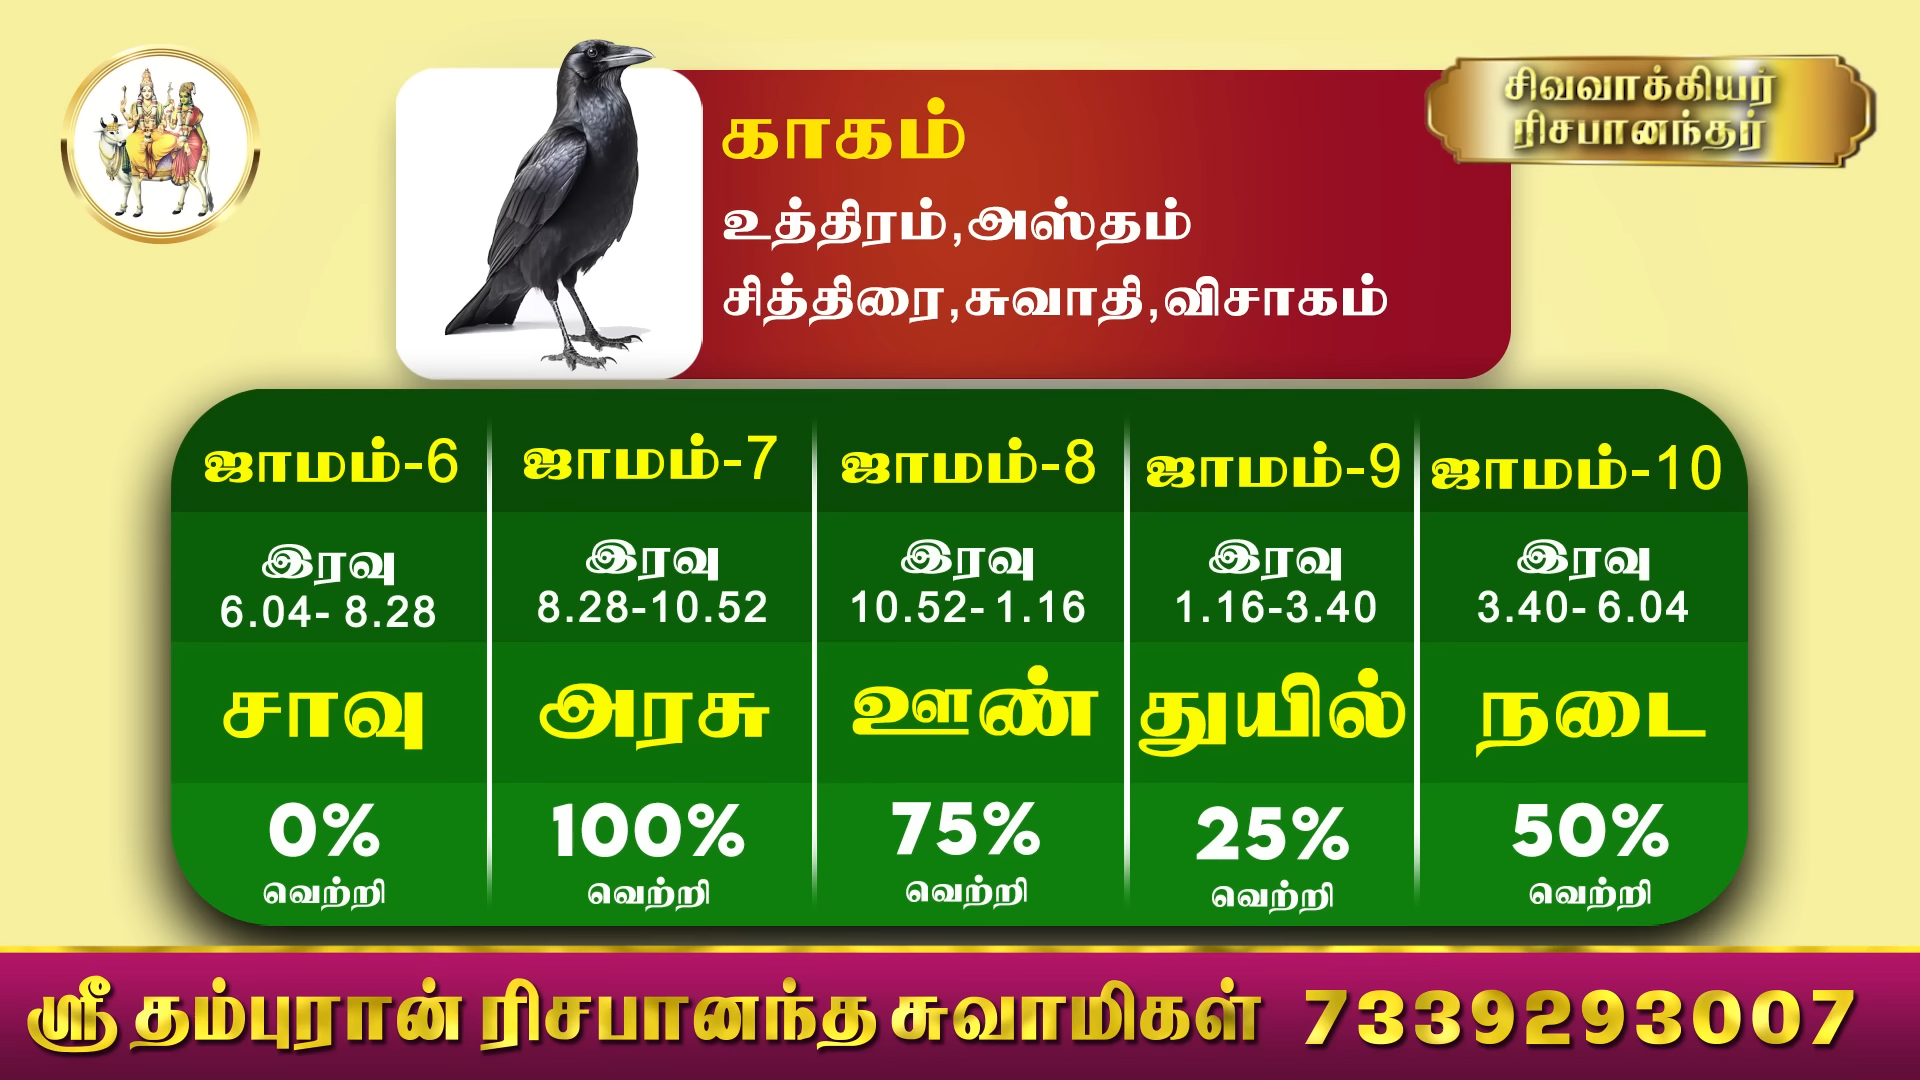 சிவவாக்கியர்
ரிசபானந்தர்
காகம்
உத்திரம்,அஸ்தம்
சித்திரை,சுவாதி,விசாகம்
ஜாமம்-6 ஜாமம்-7 ஜாமம்-8 ஜாமம்-9 ஜாமம்-10
இரவு இரவு இரவு இரவு இரவு
6.04- 8.28 8.28-10.52 10.52- 1.16 1.16-3.40 3.40- 6.04
சாவு அரசு ஊண் துயில் நடை
0% 100% 75% 25% 50%
வெற்றி வெற்றி வெற்றி வெற்றி வெற்றி
ஸ்ரீ தம்புரான் ரிசபானந்த சுவாமிகள் 7339293007